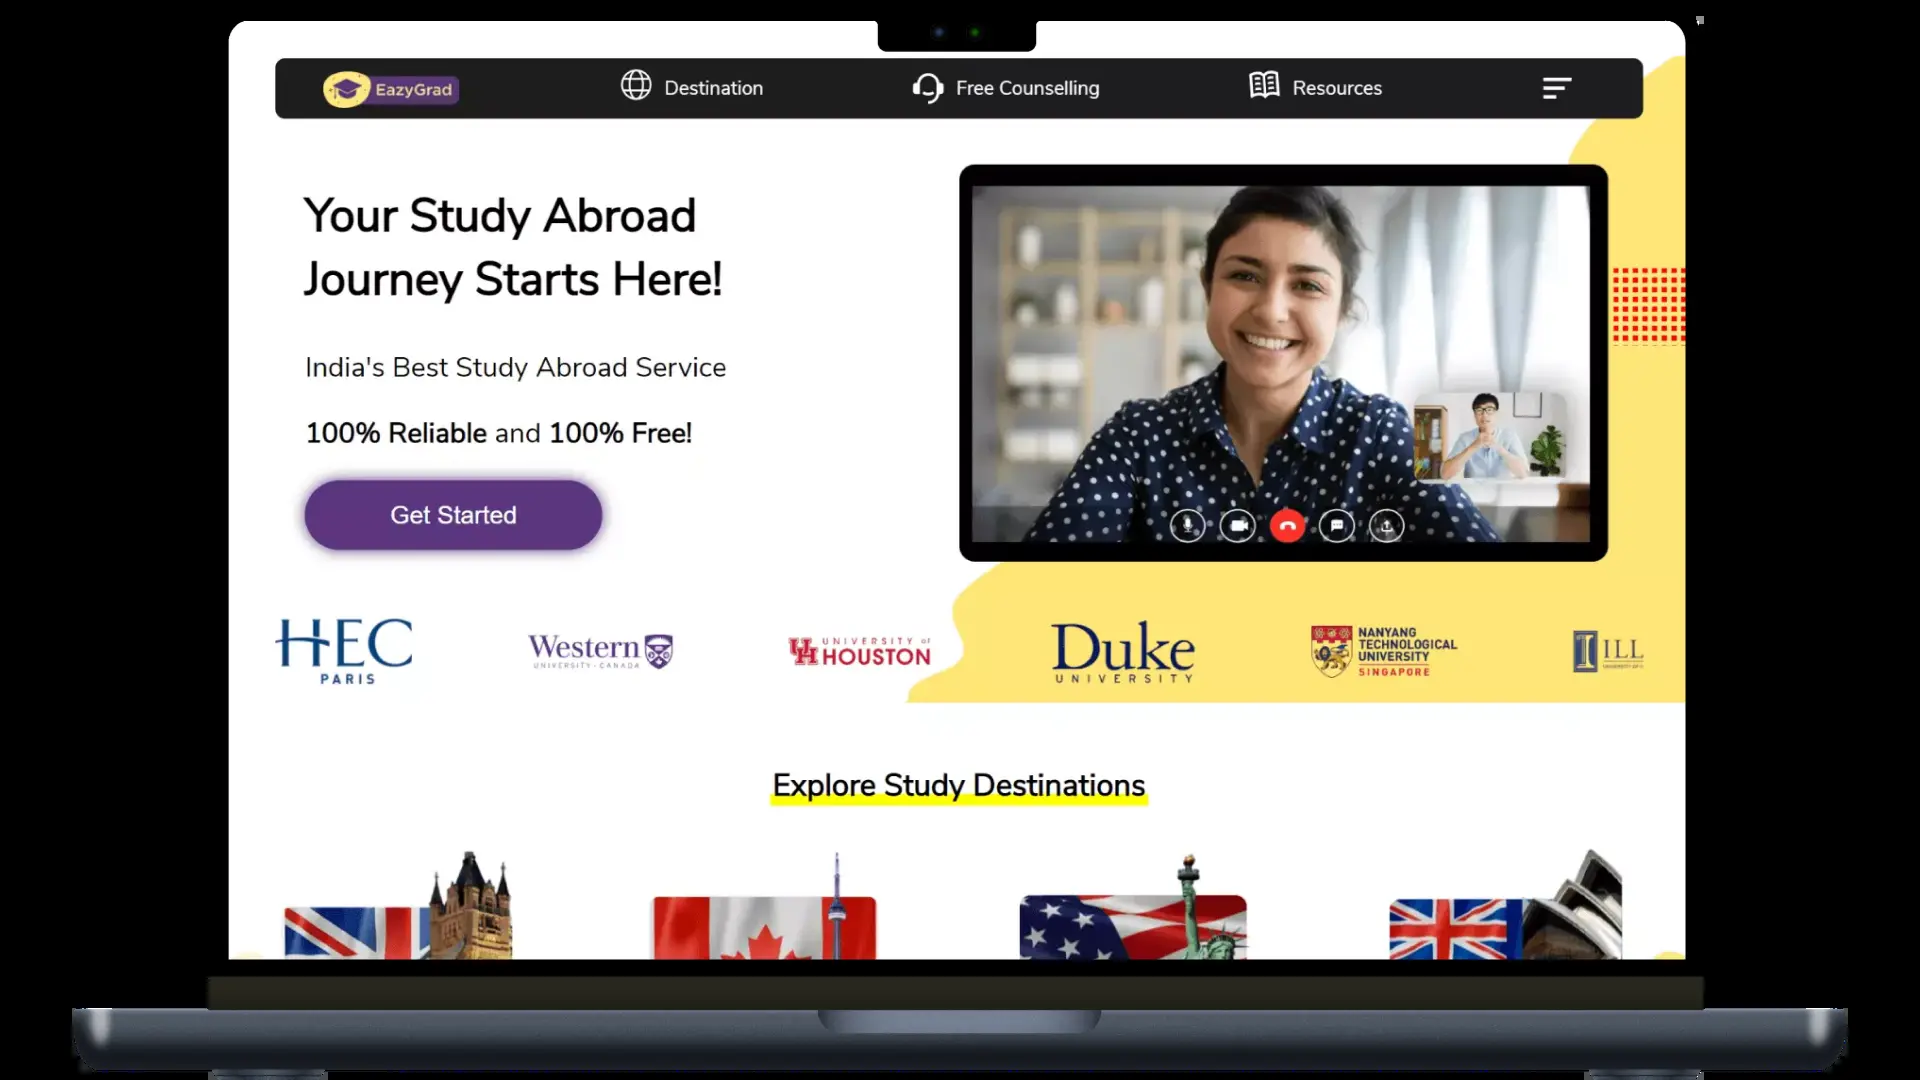 EazyGrad
Destination
Free Counselling
Resources
Your Study Abroad
Journey Starts Here!
India's Best Study Abroad Service
100% Reliable and 100% Free!
Get Started
HEC
PARIS
Western
UNIVERSITY · CANADA
UNIVERSITY of
HOUSTON
Duke
UNIVERSITY
NANYANG
TECHNOLOGICAL
UNIVERSITY
SINGAPORE
ILL
Explore Study Destinations